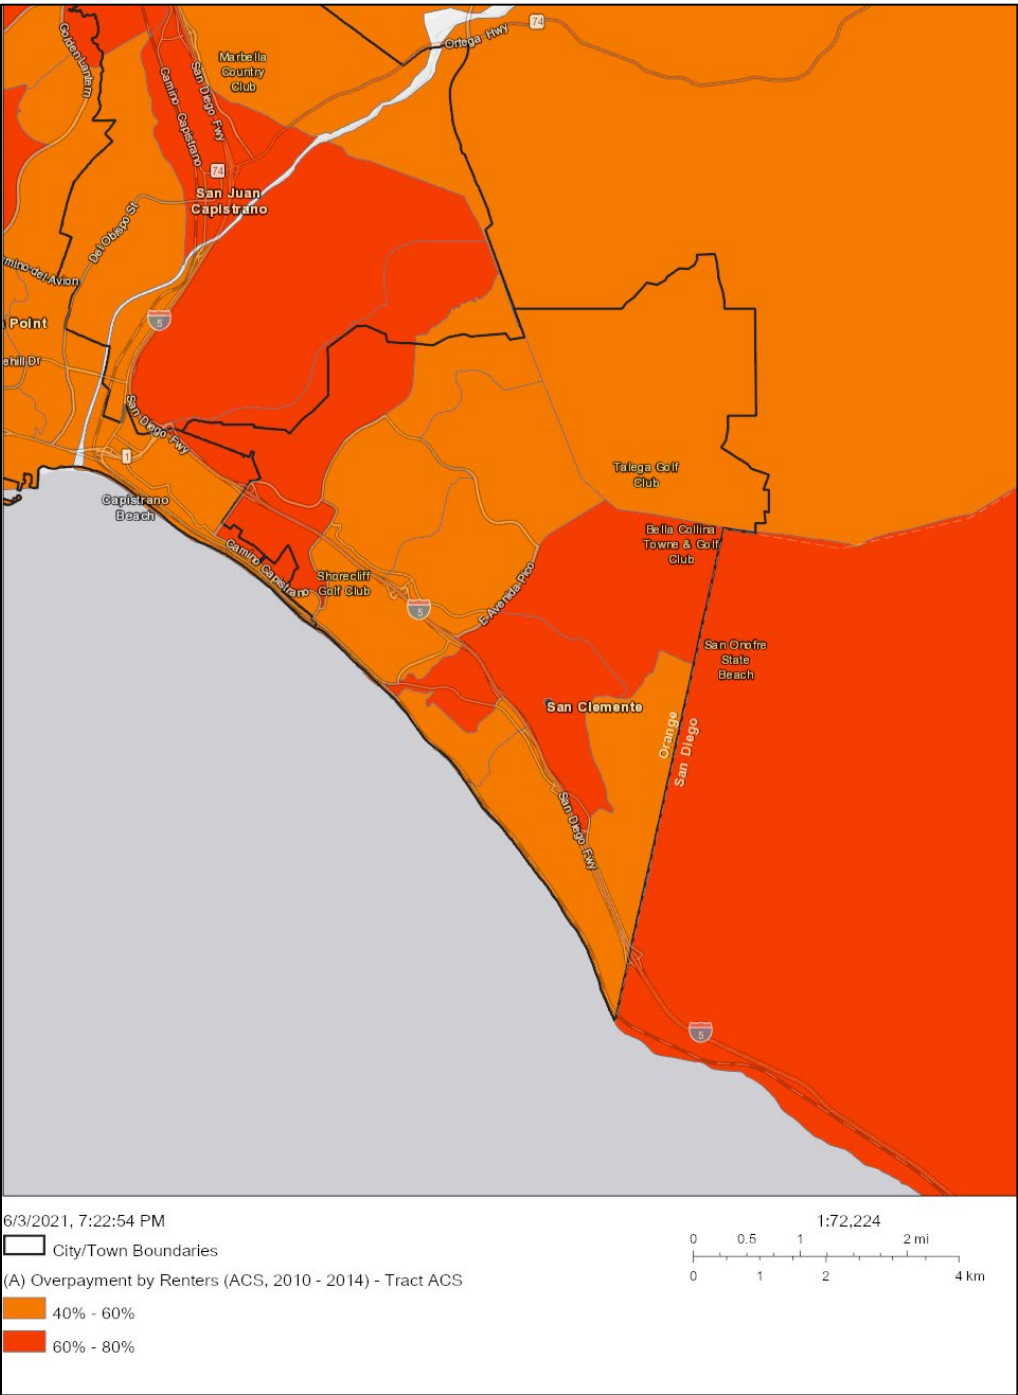 Golden Lantern
Camino Capistrano
San Diego Fwy
Marbella
Country
Club
Ortega Hwy
74
74
San Juan
Capistrano
Del Obispo St
mino-del-Avion
5
Point
ehill-Dr
San Diego Fwy
1
Capistrano
Beach
Camino Capistrano
Shorecliff
Golf Club
5
E-Avenida-Pico
Talega Golf
Club
Bella Collina
Towne & Golf
Club
San Onofre
State
Beach
San Clemente
Orange
San Diego
San Diego Fwy
5
6/3/2021, 7:22:54 PM
City/Town Boundaries
(A) Overpayment by Renters (ACS, 2010 - 2014) - Tract ACS
40% - 60%
60% - 80%
1:72,224
0 0.5 1 2 mi
0 1 2 4 km